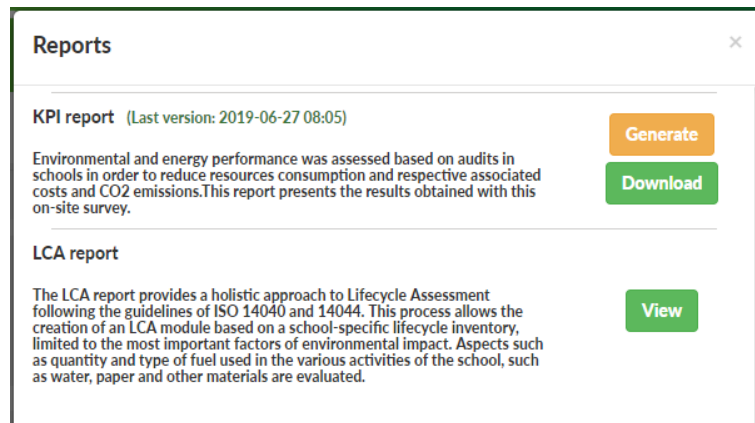 Reports
×
KPI report (Last version: 2019-06-27 08:05)
Generate
Environmental and energy performance was assessed based on audits in
schools in order to reduce resources consumption and respective associated
costs and CO2 emissions.This report presents the results obtained with this
on-site survey.
Download
LCA report
The LCA report provides a holistic approach to Lifecycle Assessment
following the guidelines of ISO 14040 and 14044. This process allows the
creation of an LCA module based on a school-specific lifecycle inventory,
limited to the most important factors of environmental impact. Aspects such
as quantity and type of fuel used in the various activities of the school, such
as water, paper and other materials are evaluated.
View